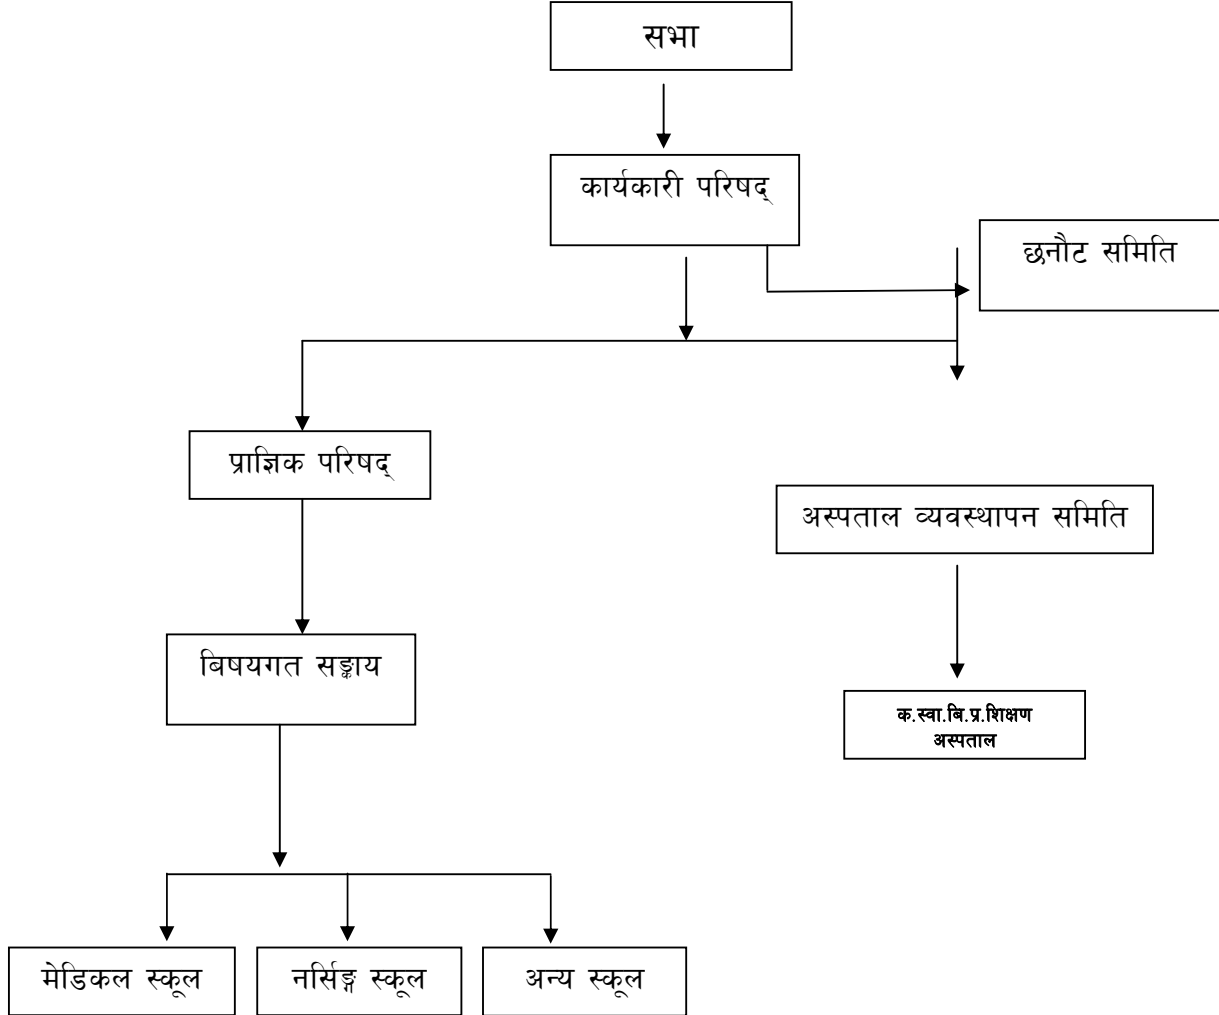 सभा
कार्यकारी परिषद्
छनौट समिति
प्राज्ञिक परिषद्
अस्पताल व्यवस्थापन समिति
बिषयगत सङ्काय
क.स्वा.बि.प्र.शिक्षण
अस्पताल
मेडिकल स्कूल
नर्सिङ्ग स्कूल
अन्य स्कूल